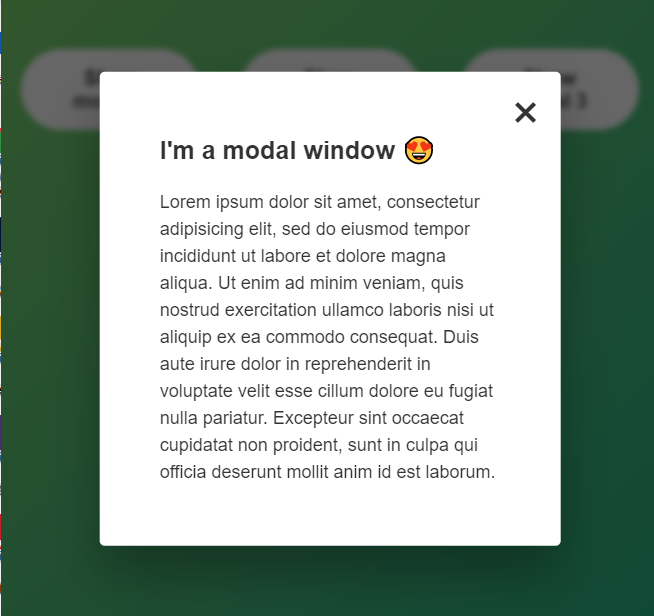 ×
I'm a modal window 😍
Lorem ipsum dolor sit amet, consectetur
adipisicing elit, sed do eiusmod tempor
incididunt ut labore et dolore magna
aliqua. Ut enim ad minim veniam, quis
nostrud exercitation ullamco laboris nisi ut
aliquip ex ea commodo consequat. Duis
aute irure dolor in reprehenderit in
voluptate velit esse cillum dolore eu fugiat
nulla pariatur. Excepteur sint occaecat
cupidatat non proident, sunt in culpa qui
officia deserunt mollit anim id est laborum.